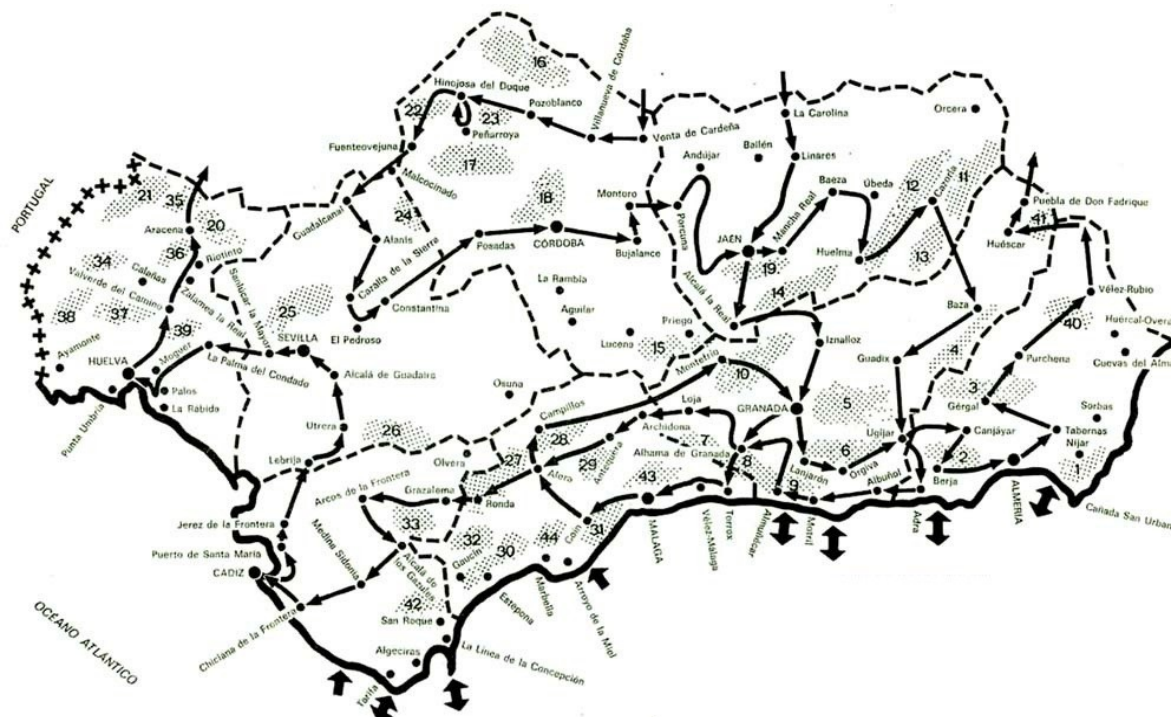 16
Hinojosa del Duque
22
23
Pozoblanco
Villanueva de Córdoba
Peñarroya
Venta de Cardeña
La Carolina
Orcera
Fuenteovejuna
17
Malcocinado
Andújar
Bailén
Linares
PORTUGAL
21
35
20
Aracena
36
Riotinto
34
Calañas
Valverde del Camino
Zalamea la Real
38
37
39
Guadalcanal
24
Alanís
Cazalla de la Sierra
Constantina
El Pedroso
18
Posadas
CÓRDOBA
Montoro
Bujalance
Porcuna
JAÉN
Mancha Real
Baeza
Úbeda
19
Huelma
12
Cazorla
11
13
14
Puebla de Don Fadrique
41
Huéscar
La Rambla
Aguilar
Lucena
Priego
15
Alcalá la Real
Montefrío
10
Iznalloz
Baza
Guadix
4
Vélez-Rubio
40
Huércal-Overa
Cuevas del Alm
Purchena
3
Gérgal
Sorbas
Tabernas
Níjar
1
Canjáyar
2
Ugíjar
Berja
ALMERÍA
Cañada San Urban
Adra
Albuñol
5
6
GRANADA
Lanjarón
Orgiva
9
Motril
Almuñécar
8
7
Loja
Archidona
Alhama de Granada
Torrox
Vélez-Málaga
43
MÁLAGA
Antequera
29
28
Campillos
Alora
27
Osuna
Olvera
Ronda
Grazalema
Arcos de la Frontera
33
32
Gaucín
30
44
31
Coín
Arroyo de la Miel
Marbella
Estepona
Alcalá de
los Gazules
Medina Sidonia
42
San Roque
La Línea de la Concepción
Algeciras
Tarifa
Chiclana de la Frontera
CÁDIZ
Puerto de Santa María
Jerez de la Frontera
Lebrija
26
Utrera
Alcalá de Guadaira
SEVILLA
25
Sanlúcar la Mayor
La Palma del Condado
Moguer
Palos
La Rábida
HUELVA
Ayamonte
Punta Umbría
OCÉANO ATLÁNTICO